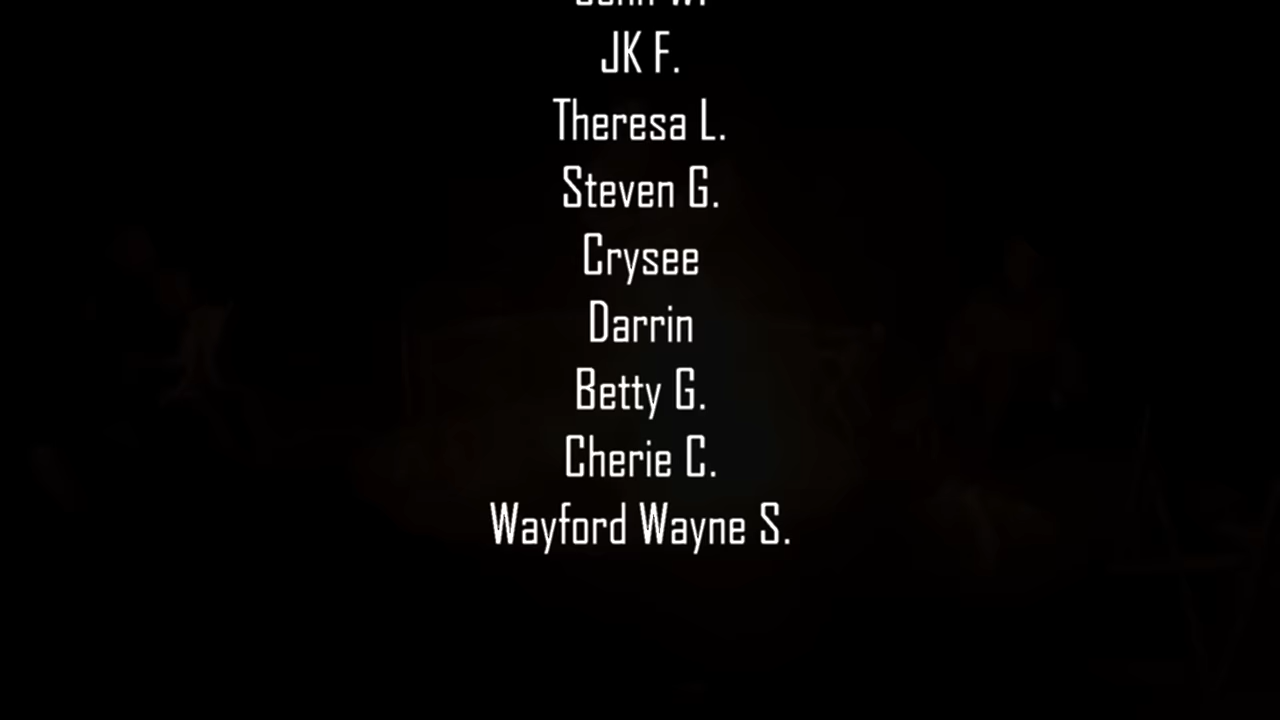 JK F.
Theresa L.
Steven G.
Crysee
Darrin
Betty G.
Cherie C.
Wayford Wayne S.